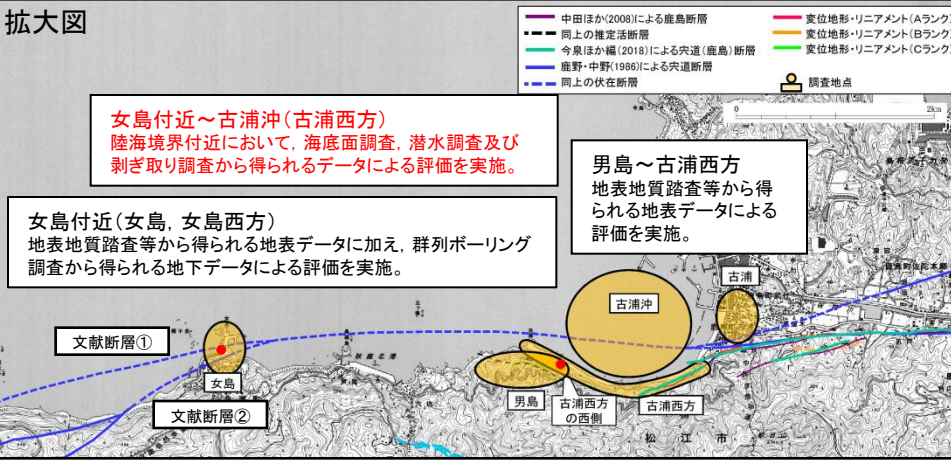 拡大図
中田ほか(2008)による鹿島断層
同上の推定活断層
今泉ほか編(2018)による宍道(鹿島)断層
鹿野・中野(1986)による宍道断層
同上の伏在断層
変位地形・リニアメント(Aランク)
変位地形・リニアメント(Bランク)
変位地形・リニアメント(Cランク)
調査地点
0
2km
女島付近～古浦沖(古浦西方)
陸海境界付近において，海底面調査，潜水調査及び
剥ぎ取り調査から得られるデータによる評価を実施。
男島～古浦西方
地表地質踏査等から得
られる地表データによる
評価を実施。
女島付近(女島，女島西方)
地表地質踏査等から得られる地表データに加え，群列ボーリング
調査から得られる地下データによる評価を実施。
古浦
古浦沖
文献断層①
女島
文献断層②
男島
古浦西方
の西側
古浦西方
松江市